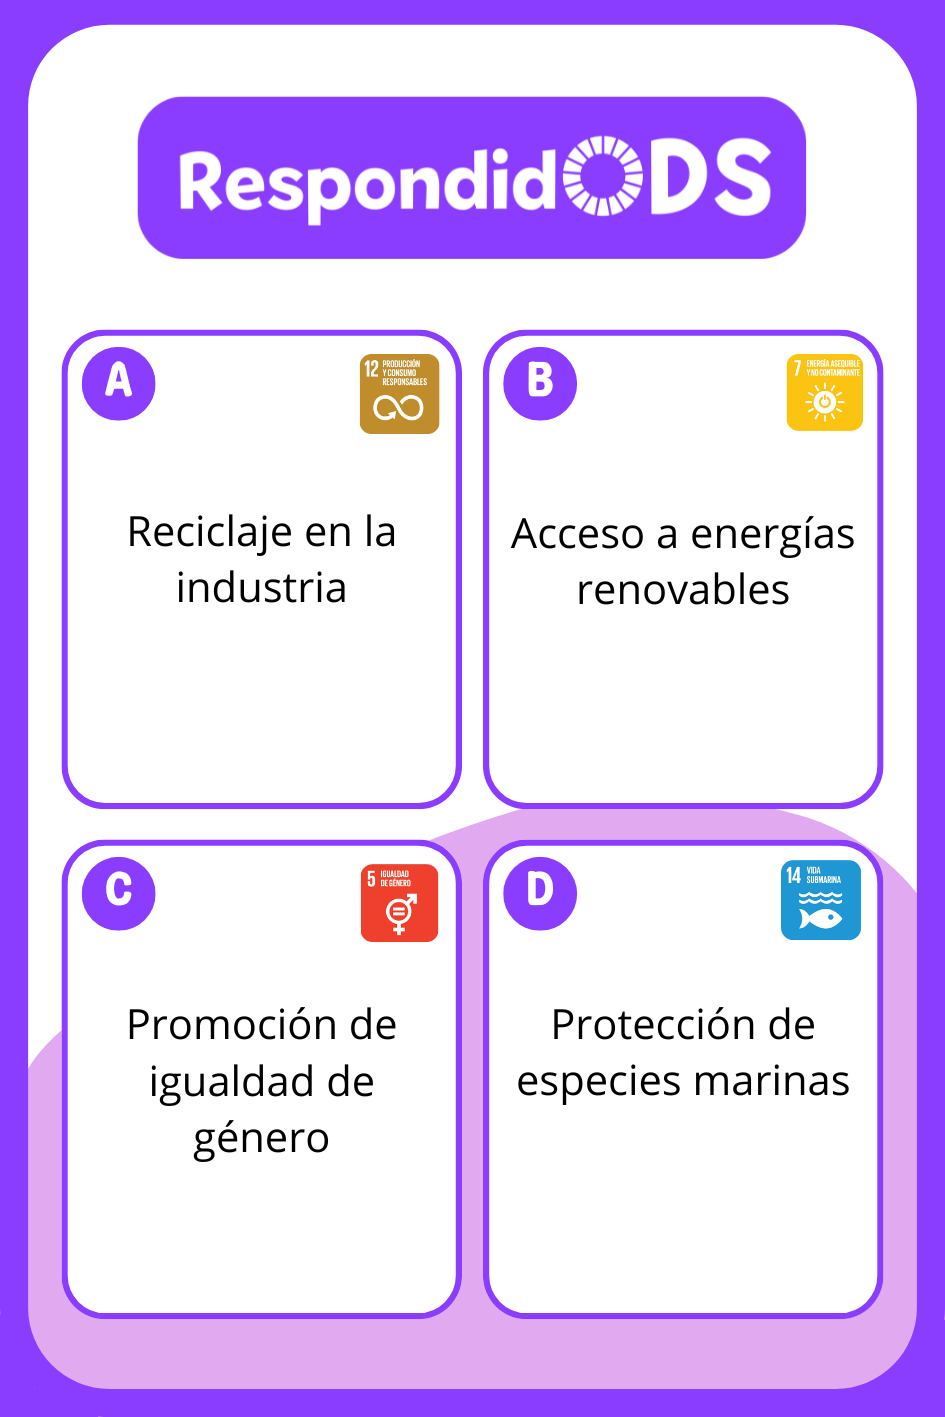 RespondidODS
A
12 PRODUCCIÓN
Y CONSUMO
RESPONSABLES
Reciclaje en la
industria
B
7 ENERGÍA ASEQUIBLE
Y NO CONTAMINANTE
Acceso a energías
renovables
C
5 IGUALDAD
DE GÉNERO
Promoción de
igualdad de
género
D
14 VIDA
SUBMARINA
Protección de
especies marinas